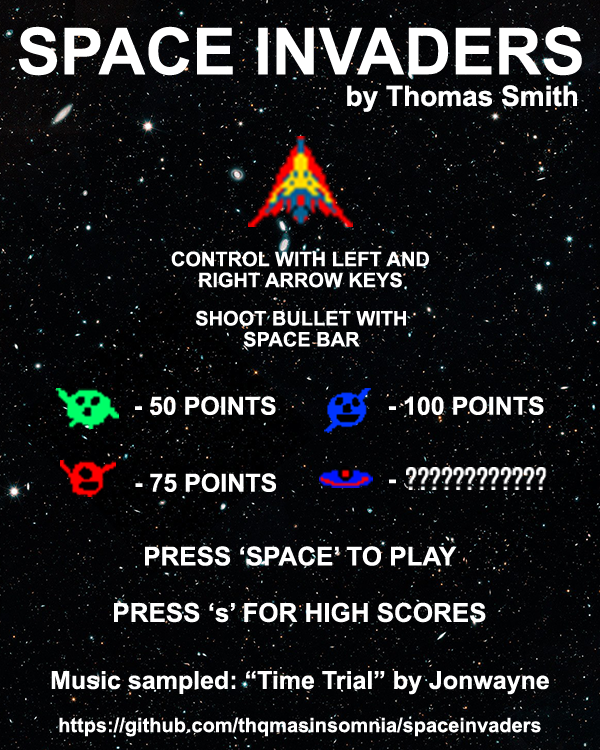 SPACE INVADERS
by Thomas Smith
CONTROL WITH LEFT AND
RIGHT ARROW KEYS
SHOOT BULLET WITH
SPACE BAR
- 50 POINTS
- 100 POINTS
- 75 POINTS
- ????????????
PRESS ‘SPACE’ TO PLAY
PRESS ‘s’ FOR HIGH SCORES
Music sampled: “Time Trial” by Jonwayne
https://github.com/thqmasinsomnia/spaceinvaders